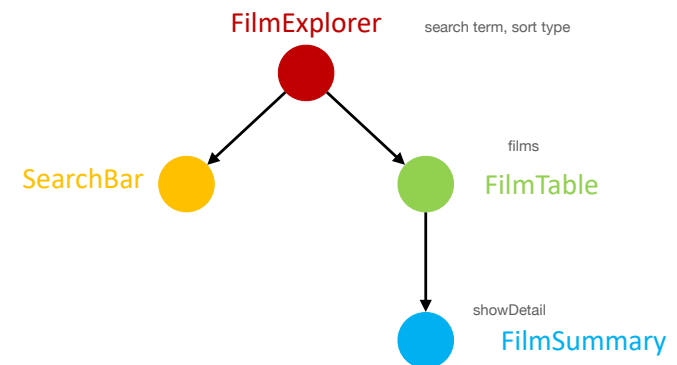 FilmExplorer
search term, sort type
films
SearchBar
FilmTable
showDetail
FilmSummary